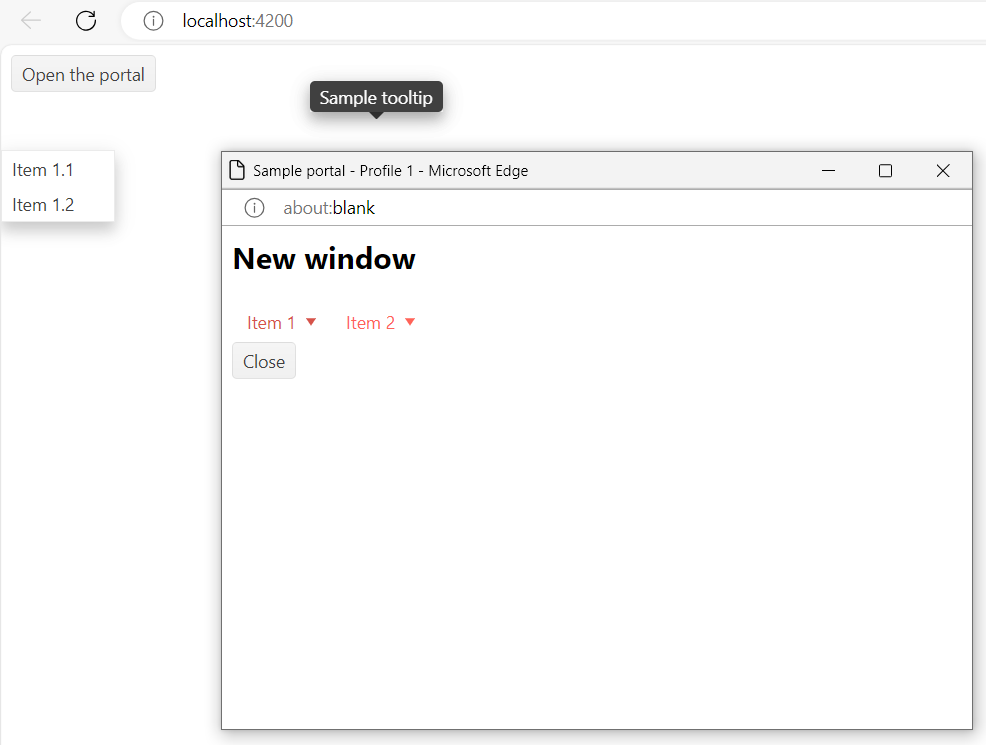 localhost:4200
Open the portal
Sample tooltip
Item 1.1
Item 1.2
Sample portal - Profile 1 - Microsoft Edge
about:blank
New window
Item 1 Item 2
Close